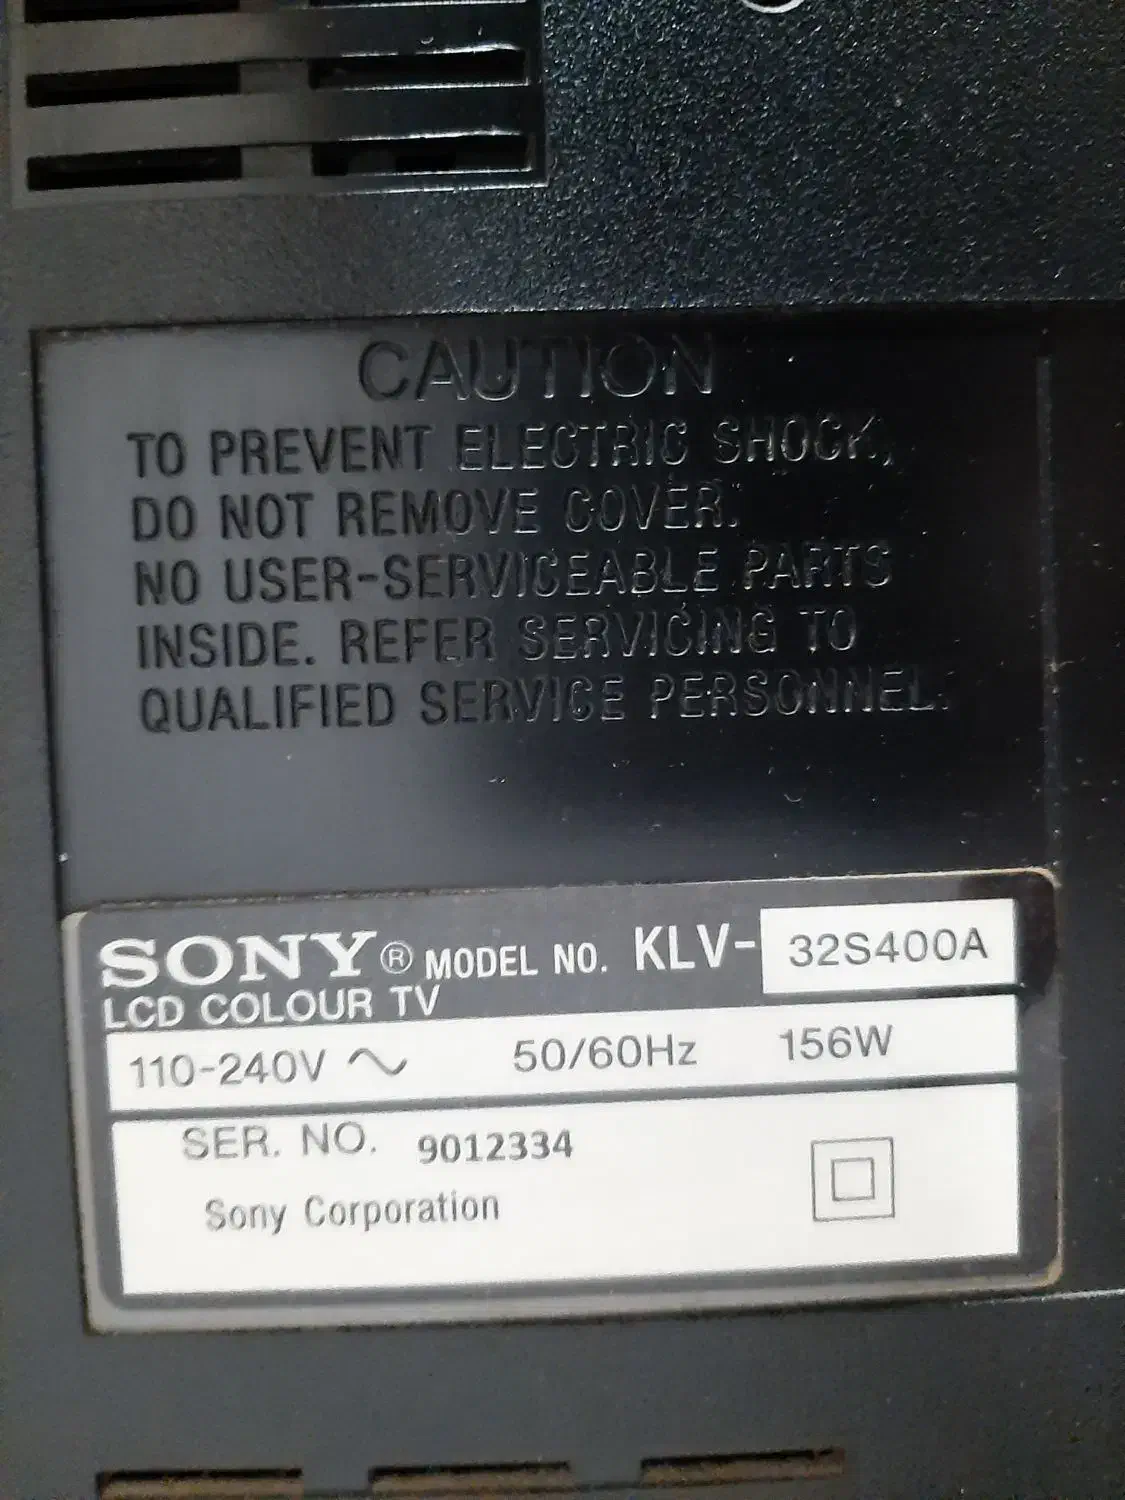 CAUTION
TO PREVENT ELECTRIC SHOCK,
DO NOT REMOVE COVER.
NO USER-SERVICEABLE PARTS
INSIDE. REFER SERVICING TO
QUALIFIED SERVICE PERSONNEL.
SONY® MODEL NO. KLV-32S400A
LCD COLOUR TV
110-240V ~ 50/60Hz 156W
SER. NO. 9012334
Sony Corporation